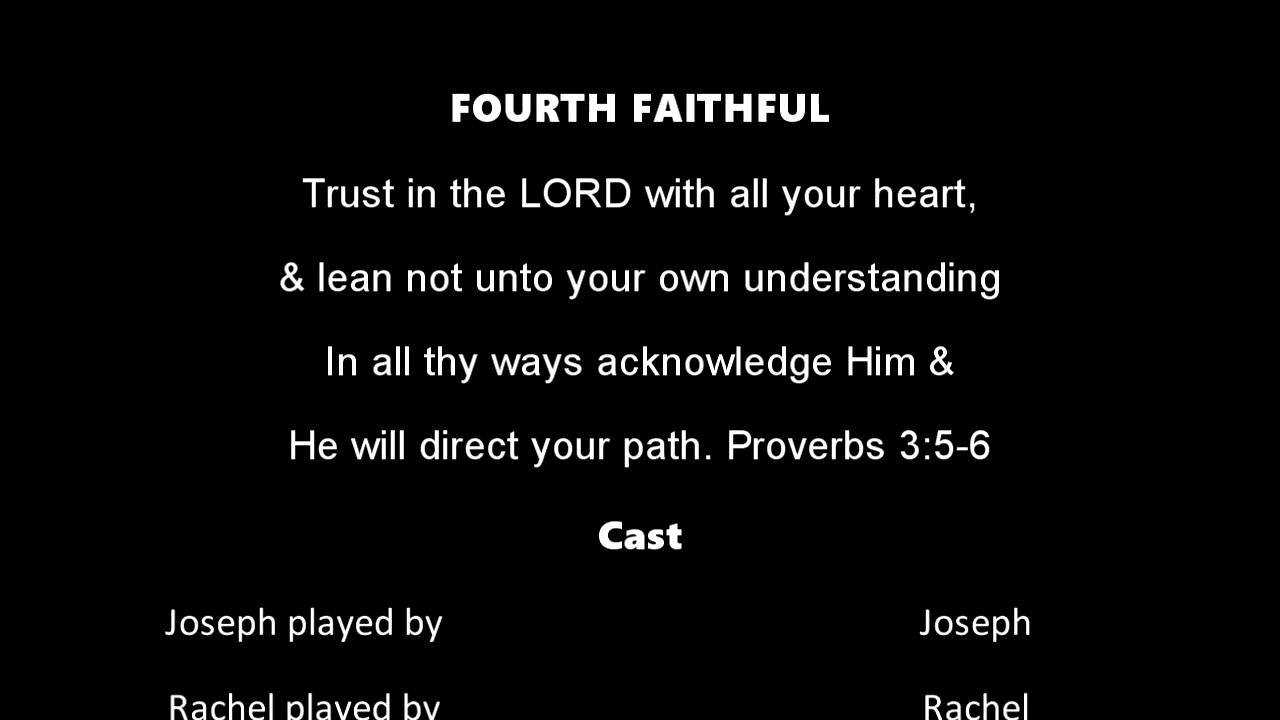 FOURTH FAITHFUL
Trust in the LORD with all your heart,
& lean not unto your own understanding
In all thy ways acknowledge Him &
He will direct your path. Proverbs 3:5-6
Cast
Joseph played by Joseph
Rachel played by Rachel